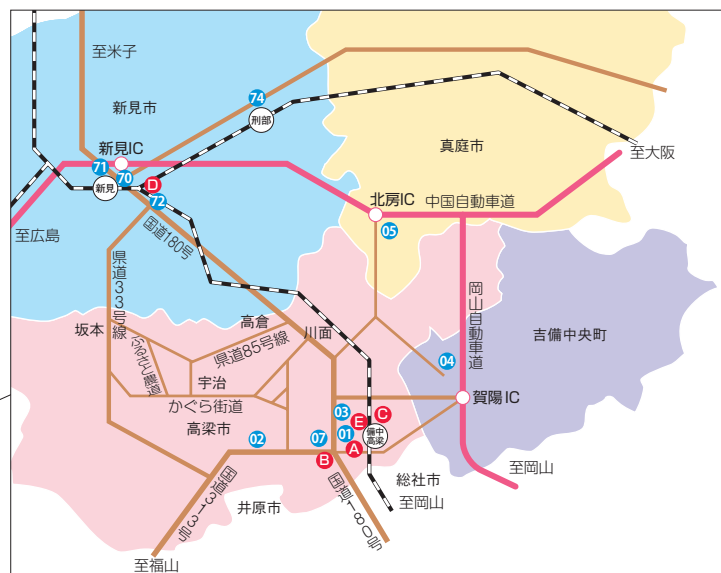 至米子
新見市
74
刑部
真庭市
新見IC
71
70
新見
D
72
至大阪
北房IC
中国自動車道
05
至広島
国道180号
県道33号線
岡山自動車道
吉備中央町
坂本
高倉
川面
県道85号線
ふるさと農道
宇治
かぐら街道
高梁市
04
賀陽IC
03
C
E
01
備中高梁
02
07
A
B
総社市
至岡山
至岡山
国道313号
井原市
国道180号
至福山